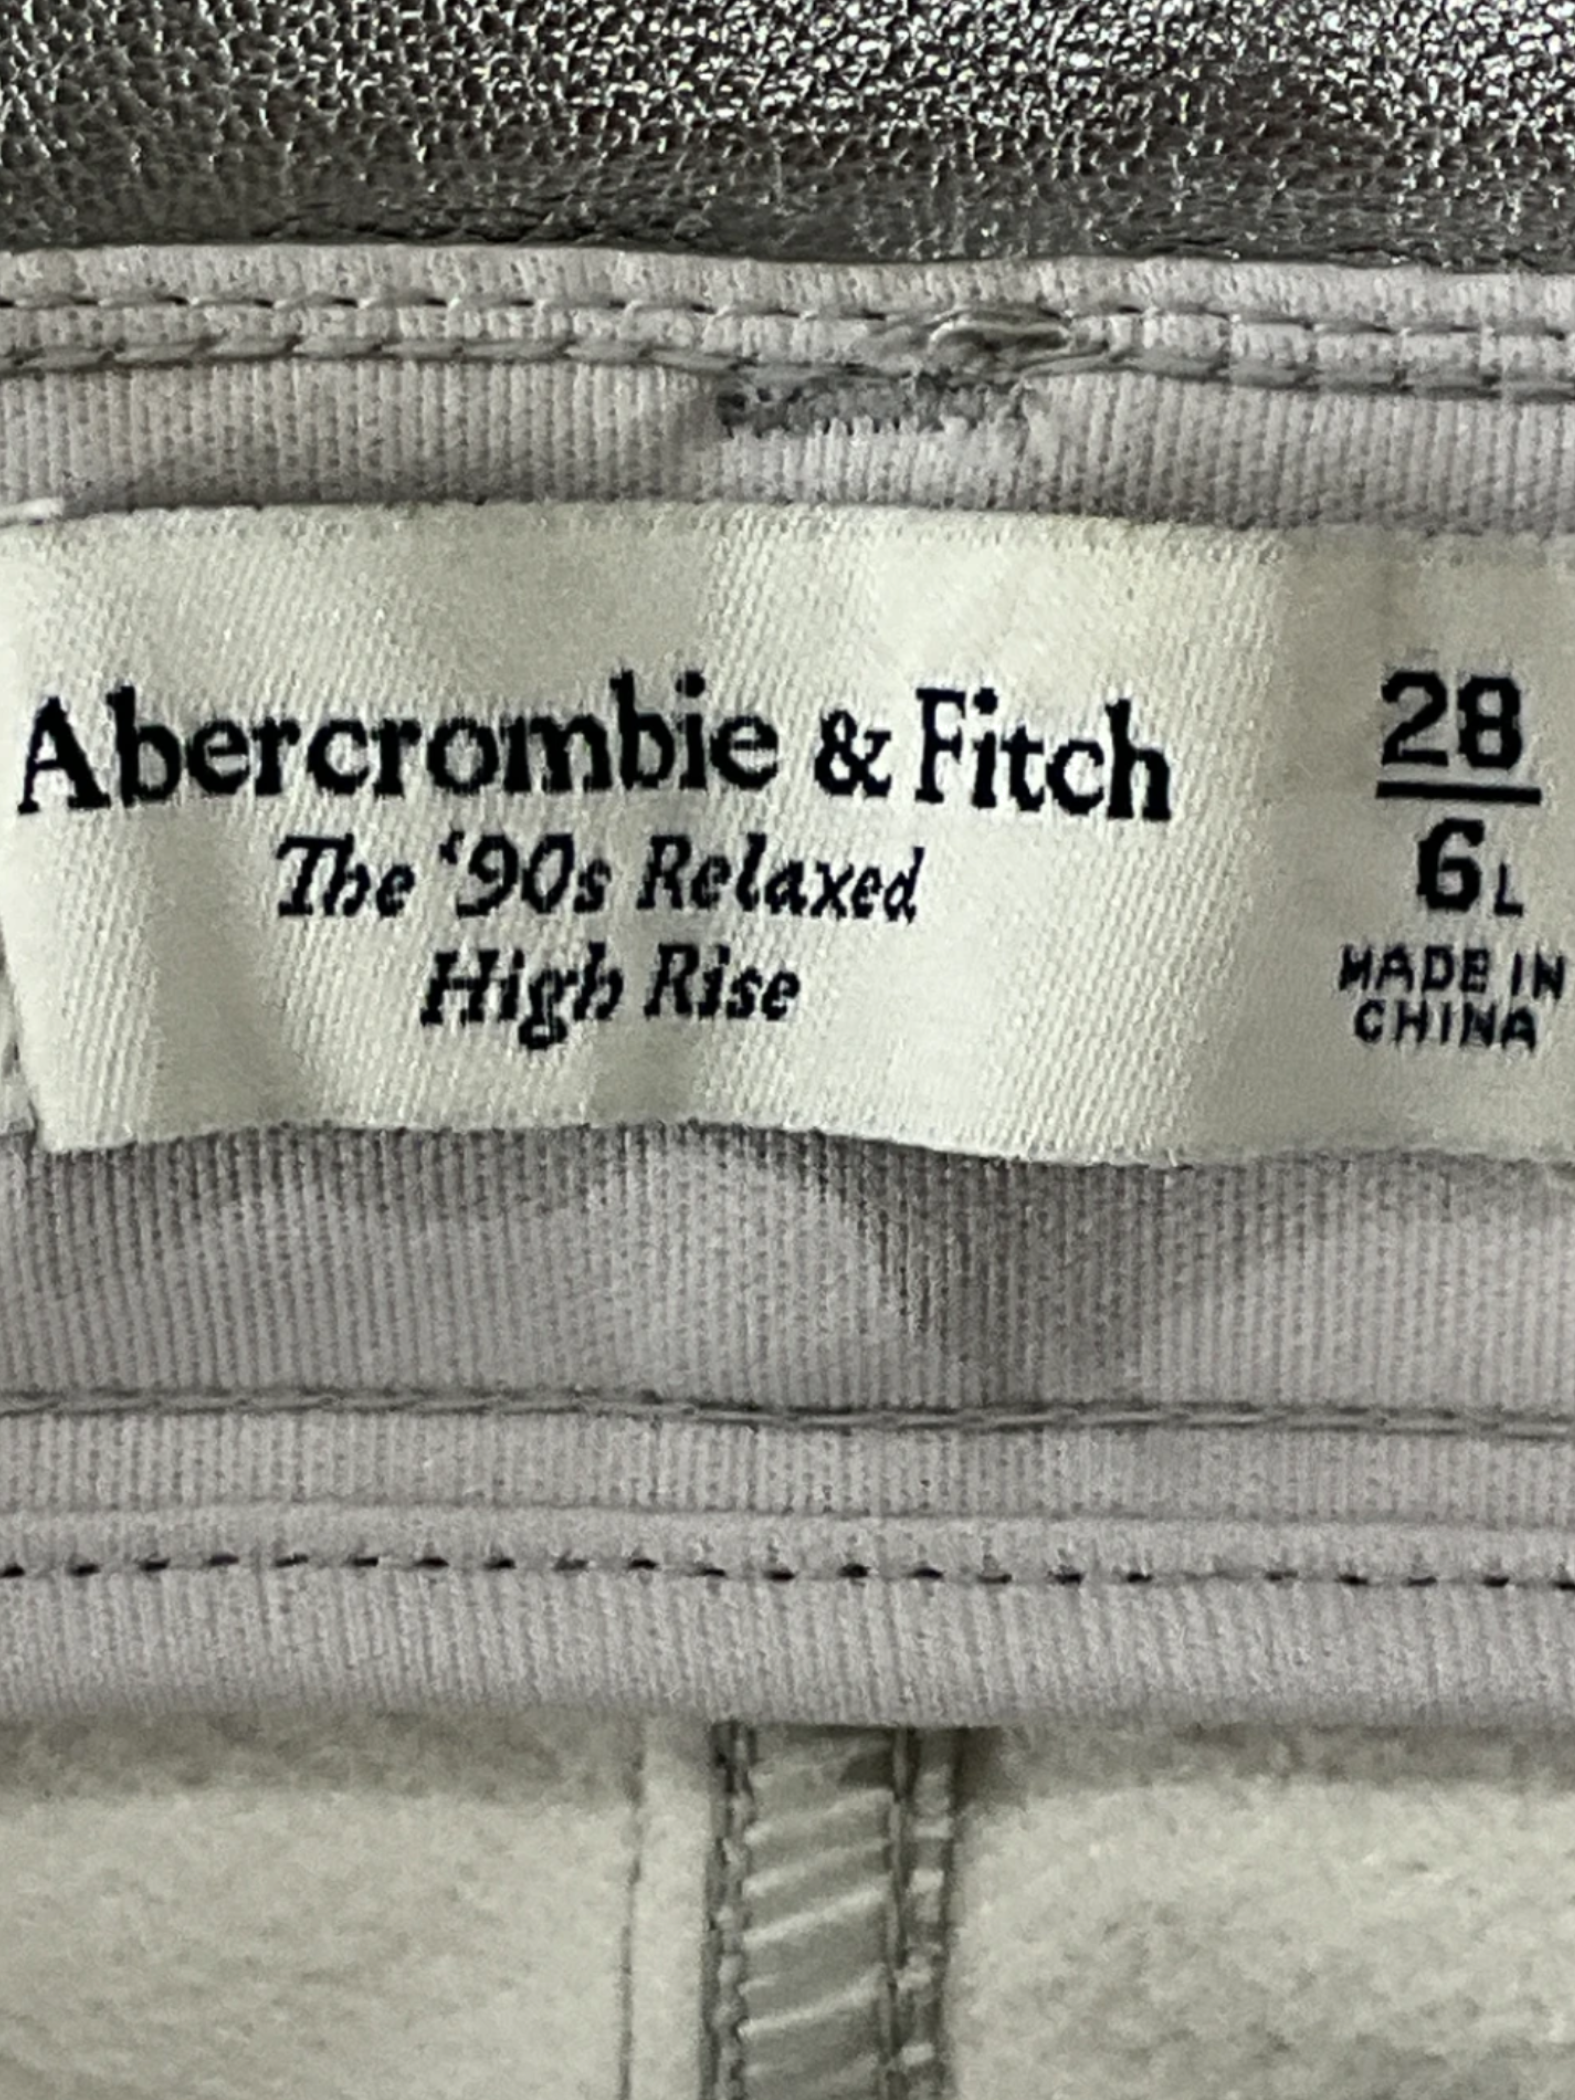 Abercrombie & Fitch
The ‘90s Relaxed
High Rise
28
6L
MADE IN
CHINA